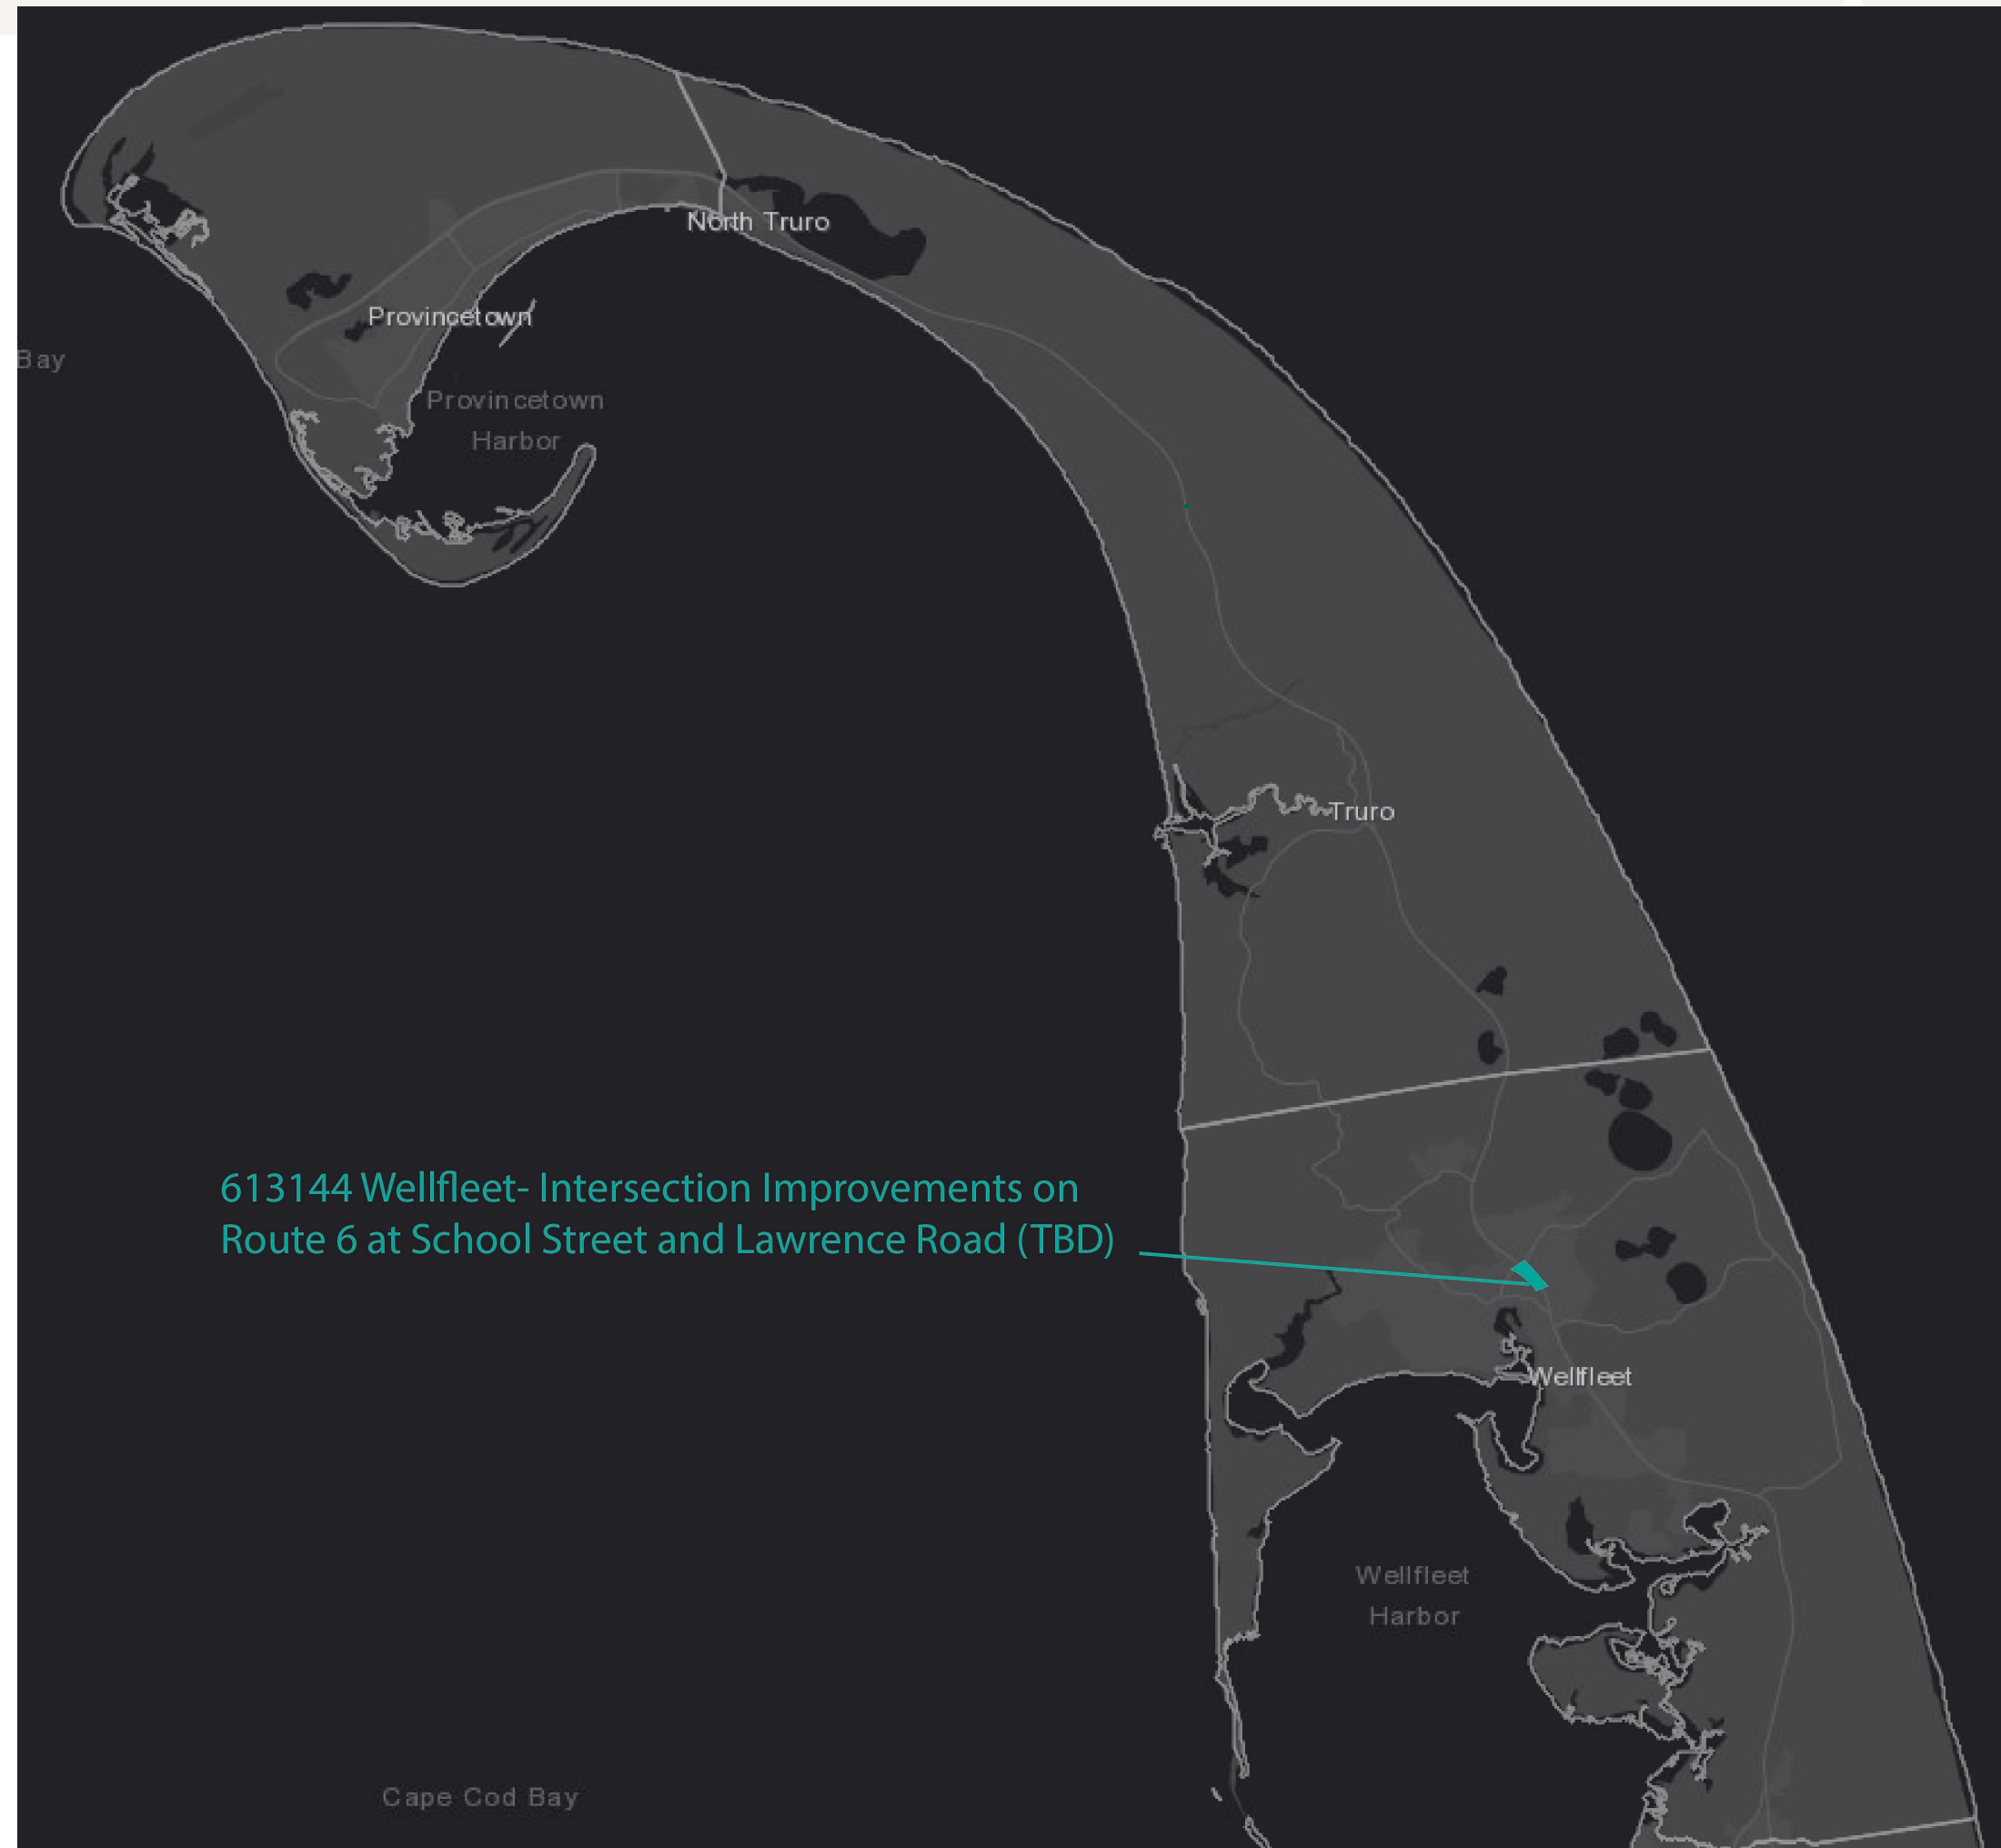 North Truro
Provincetown
Bay
Provincetown
Harbor
Truro
613144 Wellfleet- Intersection Improvements on
Route 6 at School Street and Lawrence Road (TBD)
Wellfleet
Wellfleet
Harbor
Cape Cod Bay